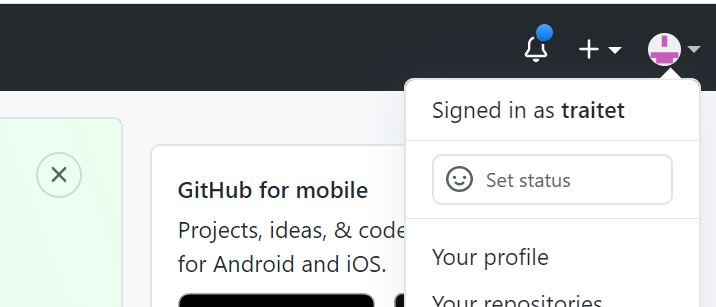 Signed in as traitet
Set status
GitHub for mobile
Projects, ideas, & code
for Android and iOS.
Your profile
Your repositories